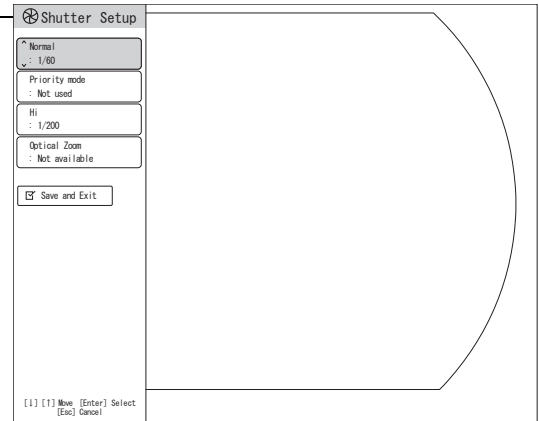 Shutter Setup
Normal
: 1/60
Priority mode
: Not used
Hi
: 1/200
Optical Zoom
: Not available
Save and Exit
[↓] [↑] Move [Enter] Select
[Esc] Cancel